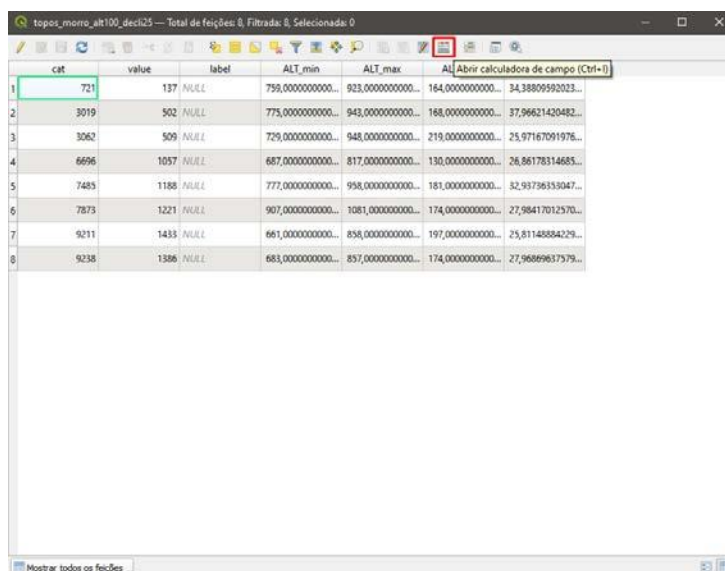 topos_morro_alt100_decli25 — Total de feições: 8, Filtrada: 8, Selecionada: 0
cat value label ALT_min ALT_max AL Abrir calculadora de campo (Ctrl+I)
1 721 137 NULL 759,0000000000... 923,0000000000... 164,0000000000... 34,38809592023...
2 3019 502 NULL 775,0000000000... 943,0000000000... 168,0000000000... 37,96621420482...
3 3062 509 NULL 729,0000000000... 948,0000000000... 219,0000000000... 25,97167091976...
4 6696 1057 NULL 687,0000000000... 817,0000000000... 130,0000000000... 26,86178314685...
5 7485 1188 NULL 777,0000000000... 958,0000000000... 181,0000000000... 32,93736353047...
6 7873 1221 NULL 907,0000000000... 1081,000000000... 174,0000000000... 27,98417012570...
7 9211 1433 NULL 661,0000000000... 858,0000000000... 197,0000000000... 25,81148884229...
8 9238 1386 NULL 683,0000000000... 857,0000000000... 174,0000000000... 27,96869637579...
Mostrar todos os feições